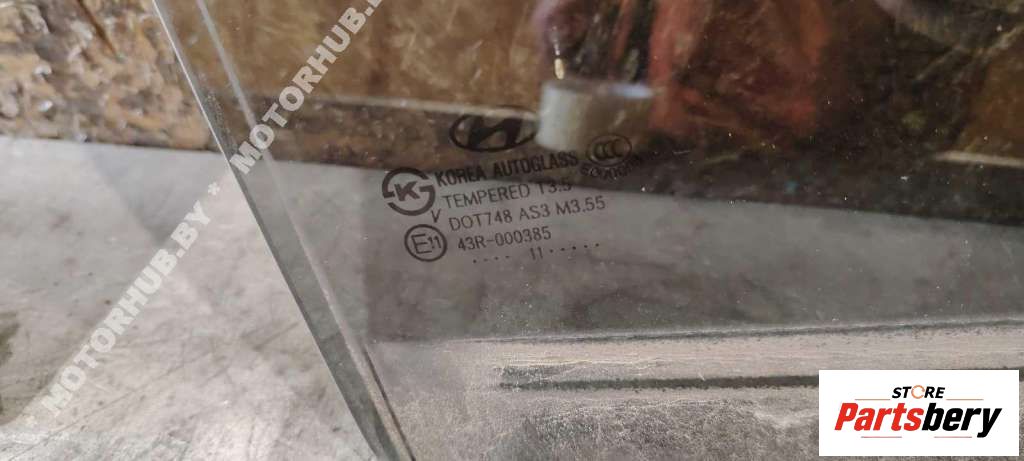 * MOTORHUB.BY * MOTORHUB.BY
KOREA AUTOGLASS
CCC
TEMPERED T3.5
V
DOT748 AS3 M3.55
E11
43R-000385
.... 11 .....
STORE
Partsbery